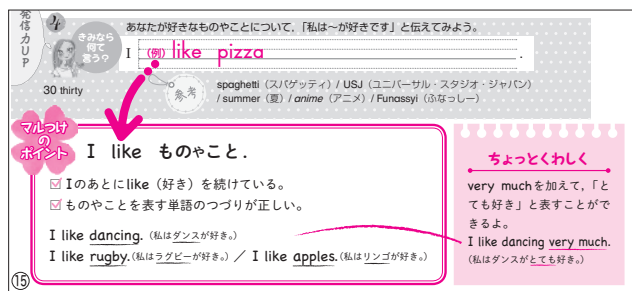 発信力UP
4
あなたが好きなものやことについて，「私は～が好きです」と伝えてみよう。
きみなら
何て
言う？
I （例）like pizza .
30 thirty
参考
spaghetti（スパゲッティ）/ USJ（ユニバーサル・スタジオ・ジャパン）
/ summer（夏）/ anime（アニメ）/ Funassyi（ふなっしー）
マルつけ
の
ポイント
I like ものやこと.
Iのあとにlike（好き）を続けている。
ものやことを表す単語のつづりが正しい。
I like dancing.（私はダンスが好き。）
I like rugby.（私はラグビーが好き。）／ I like apples.（私はリンゴが好き。）
ちょっとくわしく
very muchを加えて，「と
ても好き」と表すことがで
きるよ。
I like dancing very much.
（私はダンスがとても好き。）
⑮